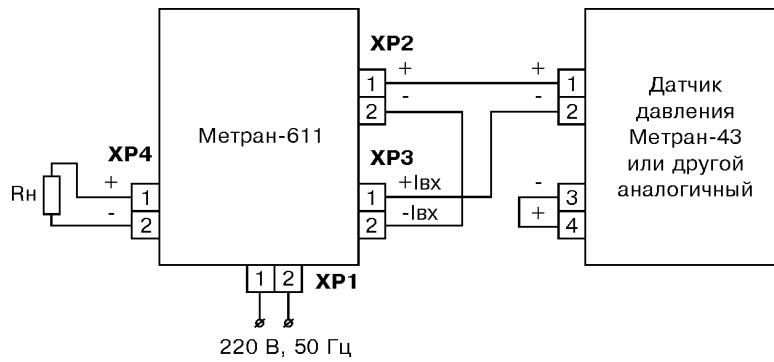 Метран-611
XP2
1
2
+
-
+
-
XP3
1
2
+Iвх
-Iвх
XP4
1
2
+
-
Rн
1
2
XP1
220 В, 50 Гц
1
2
-
3
+
4
Датчик
давления
Метран-43
или другой
аналогичный